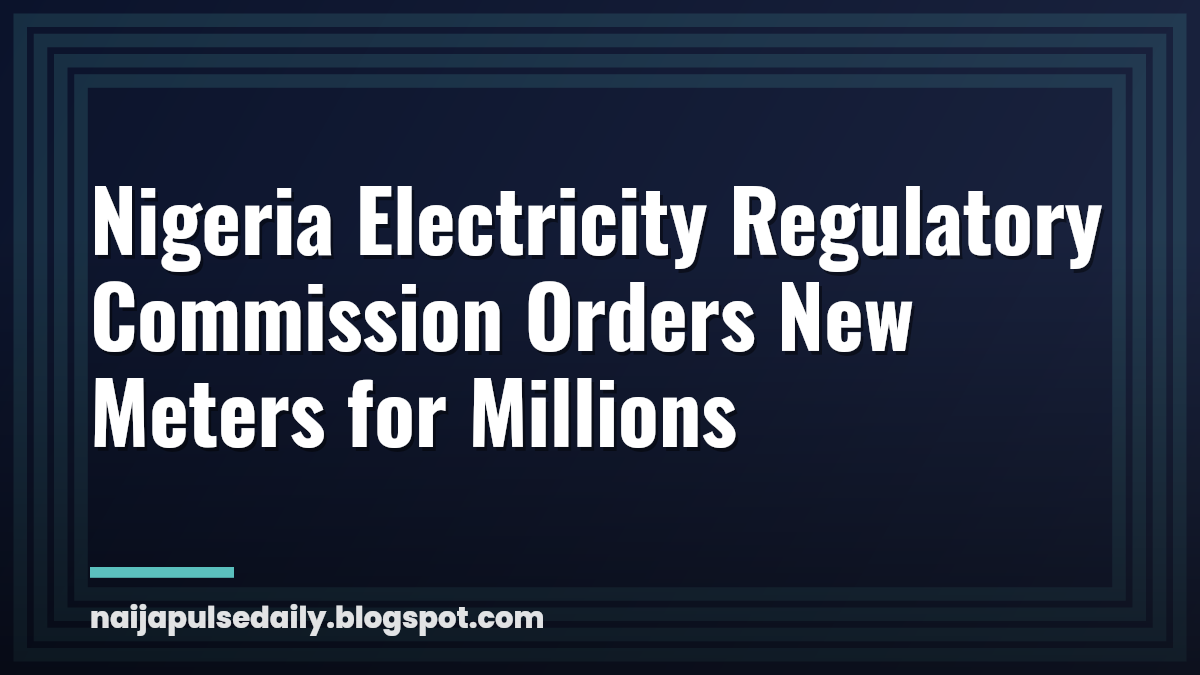 Nigeria Electricity Regulatory
Commission Orders New
Meters for Millions
naijapulsedaily.blogspot.com